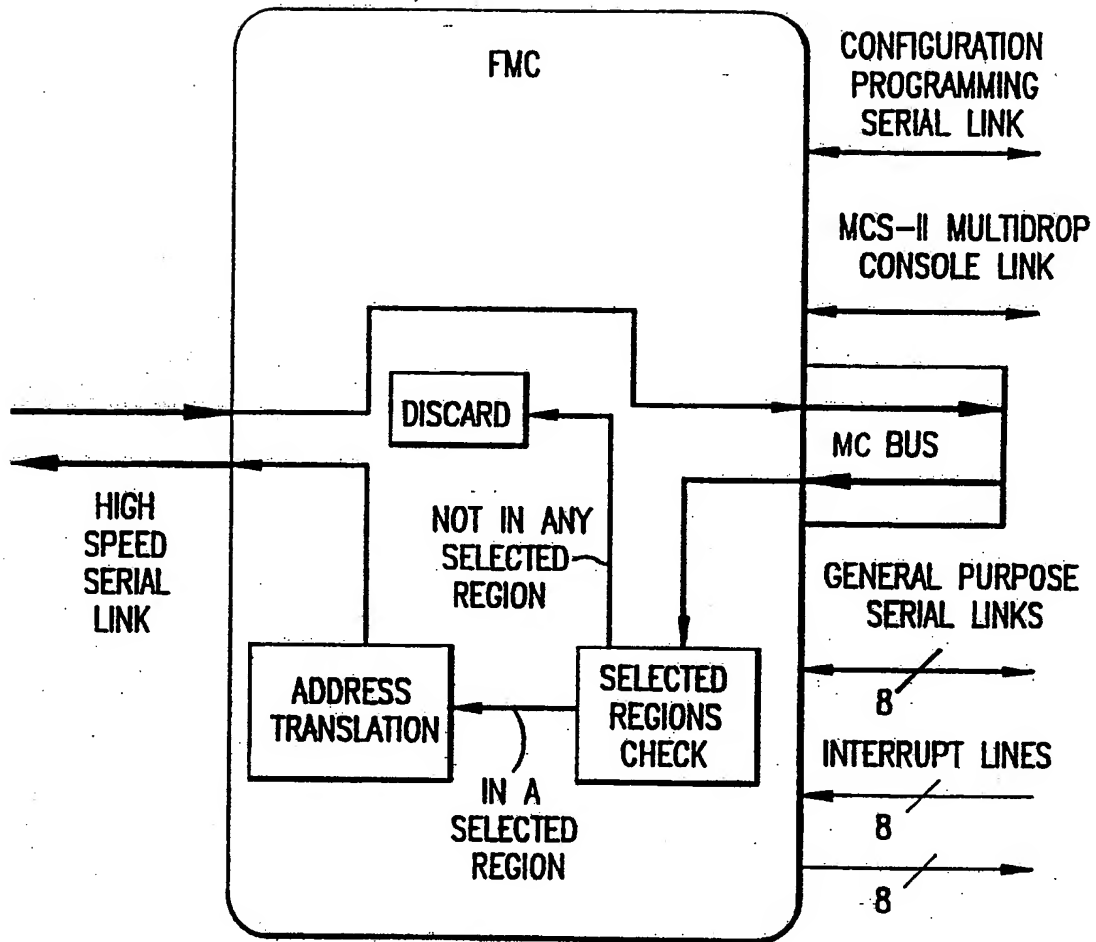 FMC
CONFIGURATION
PROGRAMMING
SERIAL LINK
MCS-II MULTIDROP
CONSOLE LINK
DISCARD
MC BUS
HIGH
SPEED
SERIAL
LINK
NOT IN ANY
SELECTED
REGION
GENERAL PURPOSE
SERIAL LINKS
8
ADDRESS
TRANSLATION
SELECTED
REGIONS
CHECK
IN A
SELECTED
REGION
INTERRUPT LINES
8
8